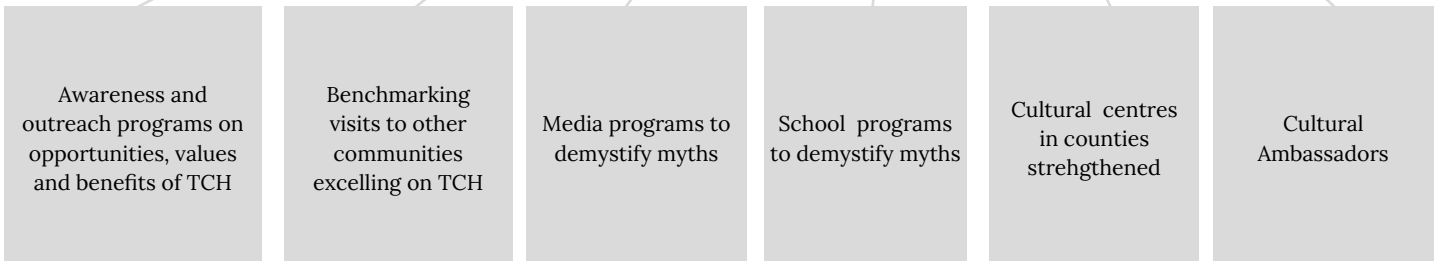 Awareness and
outreach programs on
opportunities, values
and benefits of TCH
Benchmarking
visits to other
communities
excelling on TCH
Media programs to
demystify myths
School programs
to demystify myths
Cultural centres
in counties
strehgthened
Cultural
Ambassadors